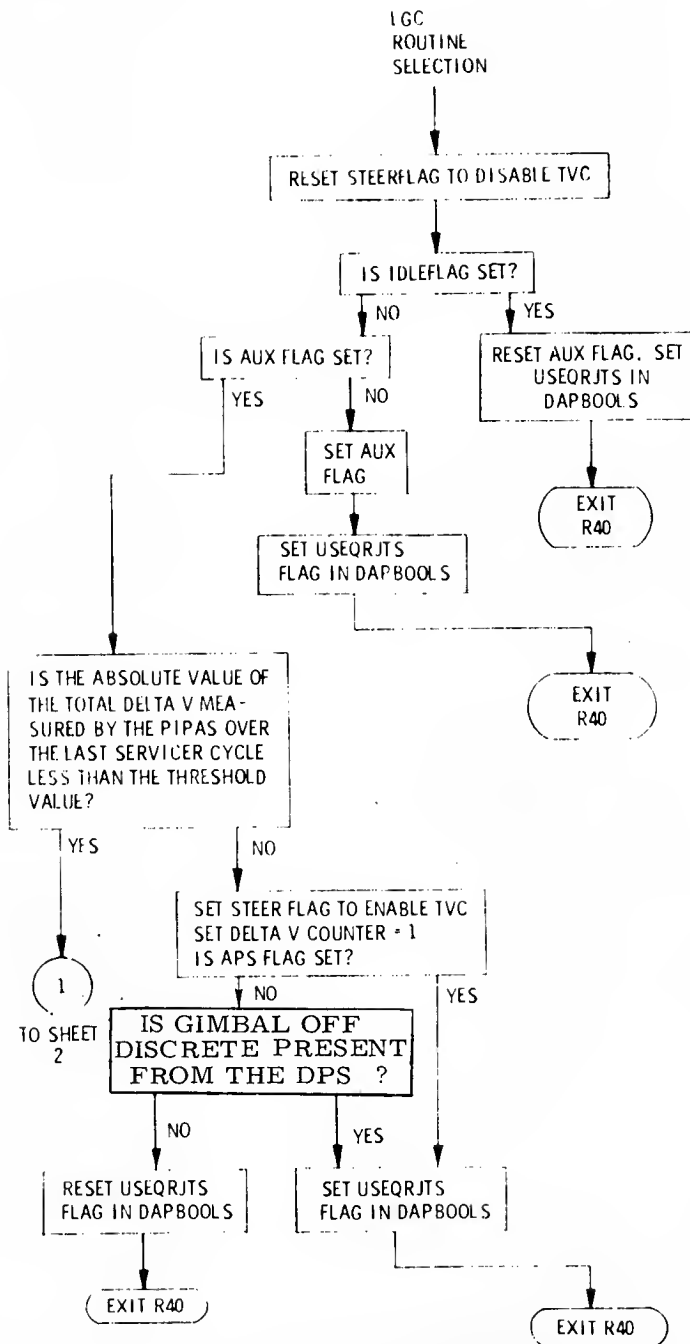 LGC
ROUTINE
SELECTION
RESET STEERFLAG TO DISABLE TVC
IS IDLEFLAG SET?
NO
YES
IS AUX FLAG SET?
RESET AUX FLAG. SET
USEQRJTS IN
DAPBOOLS
YES
NO
SET AUX
FLAG
EXIT
R40
SET USEQRJTS
FLAG IN DAPBOOLS
EXIT
R40
IS THE ABSOLUTE VALUE OF
THE TOTAL DELTA V MEA-
SURED BY THE PIPAS OVER
THE LAST SERVICER CYCLE
LESS THAN THE THRESHOLD
VALUE?
YES
NO
SET STEER FLAG TO ENABLE TVC
SET DELTA V COUNTER = 1
IS APS FLAG SET?
1
TO SHEET
2
NO
YES
IS GIMBAL OFF
DISCRETE PRESENT
FROM THE DPS ?
NO
YES
RESET USEQRJTS
FLAG IN DAPBOOLS
SET USEQRJTS
FLAG IN DAPBOOLS
EXIT R40
EXIT R40